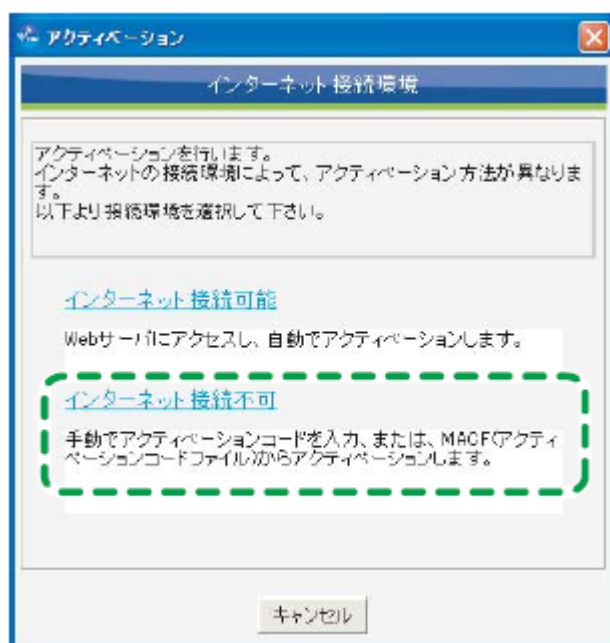 アクティベーション
インターネット接続環境
アクティベーションを行います。
インターネットの接続環境によって、アクティベーション方法が異なりま
す。
以下より接続環境を選択して下さい。
インターネット接続可能
Webサーバにアクセスし、自動でアクティベーションします。
インターネット接続不可
手動でアクティベーションコードを入力、または、MACF(アクティ
ベーションコードファイル)からアクティベーションします。
キャンセル